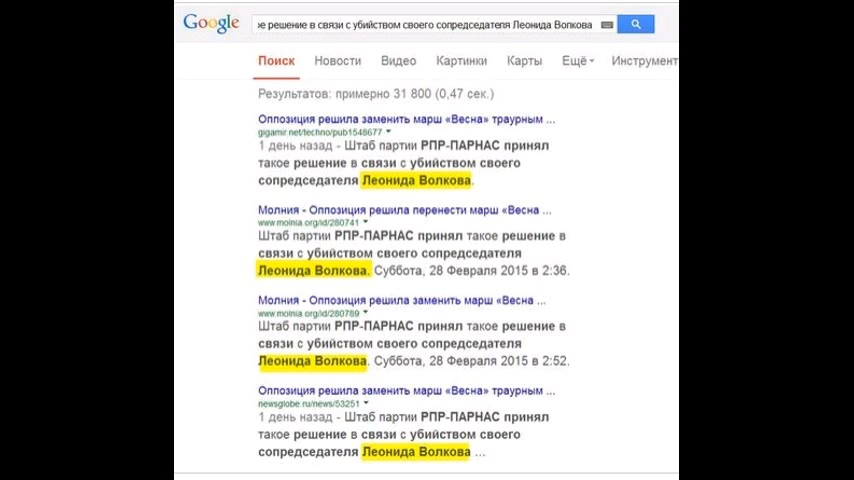 Google
ое решение в связи с убийством своего сопредседателя Леонида Волкова
Поиск Новости Видео Картинки Карты Ещё Инструмент
Результатов: примерно 31 800 (0,47 сек.)
Оппозиция решила заменить марш «Весна» траурным ...
gigamir.net/techno/pub1548677
1 день назад - Штаб партии РПР-ПАРНАС принял
такое решение в связи с убийством своего
сопредседателя Леонида Волкова.
Молния - Оппозиция решила перенести марш «Весна ...
www.molnia.org/id/280741
Штаб партии РПР-ПАРНАС принял такое решение в
связи с убийством своего сопредседателя
Леонида Волкова. Суббота, 28 Февраля 2015 в 2:36.
Молния - Оппозиция решила заменить марш «Весна ...
www.molnia.org/id/280789
Штаб партии РПР-ПАРНАС принял такое решение в
связи с убийством своего сопредседателя
Леонида Волкова. Суббота, 28 Февраля 2015 в 2:52.
Оппозиция решила заменить марш «Весна» траурным ...
newsglobe.ru/news/53251
1 день назад - Штаб партии РПР-ПАРНАС принял
такое решение в связи с убийством своего
сопредседателя Леонида Волкова ...